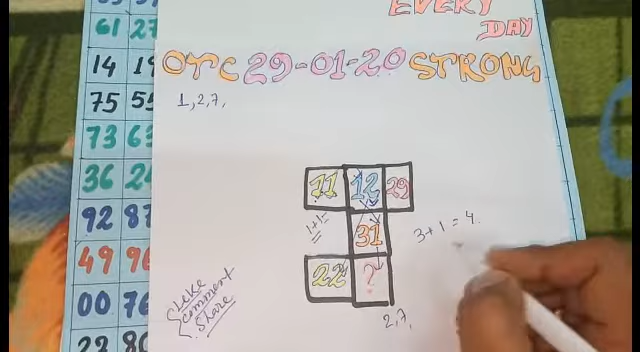 EVERY
DAY
OTC 29-01-20 STRONG
1,2,7,
61 27
14 19
75 55
73 63
36 24
92 87
49 96
00 76
11 12 29
1+1=
31
3+1=4.
22 ?
2,7,
Like
comment
Share